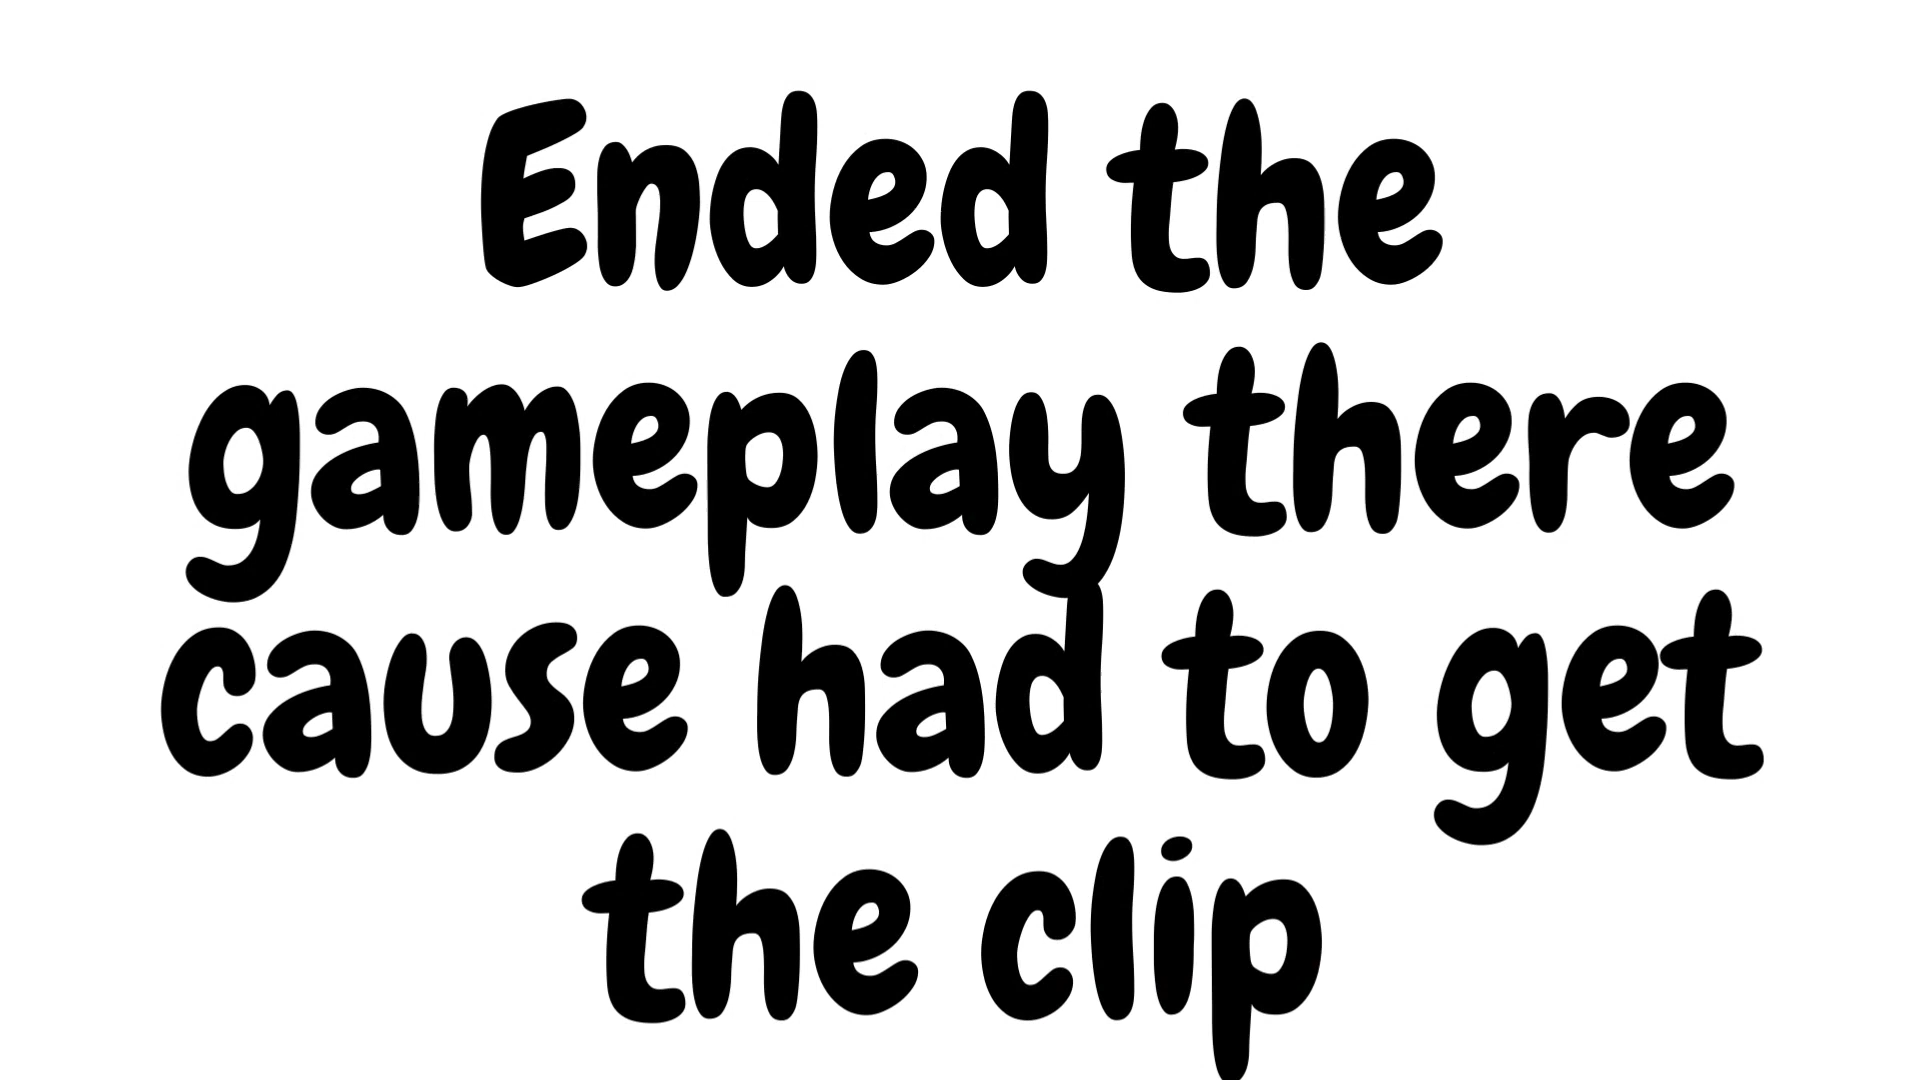 Ended the
gameplay there
cause had to get
the clip